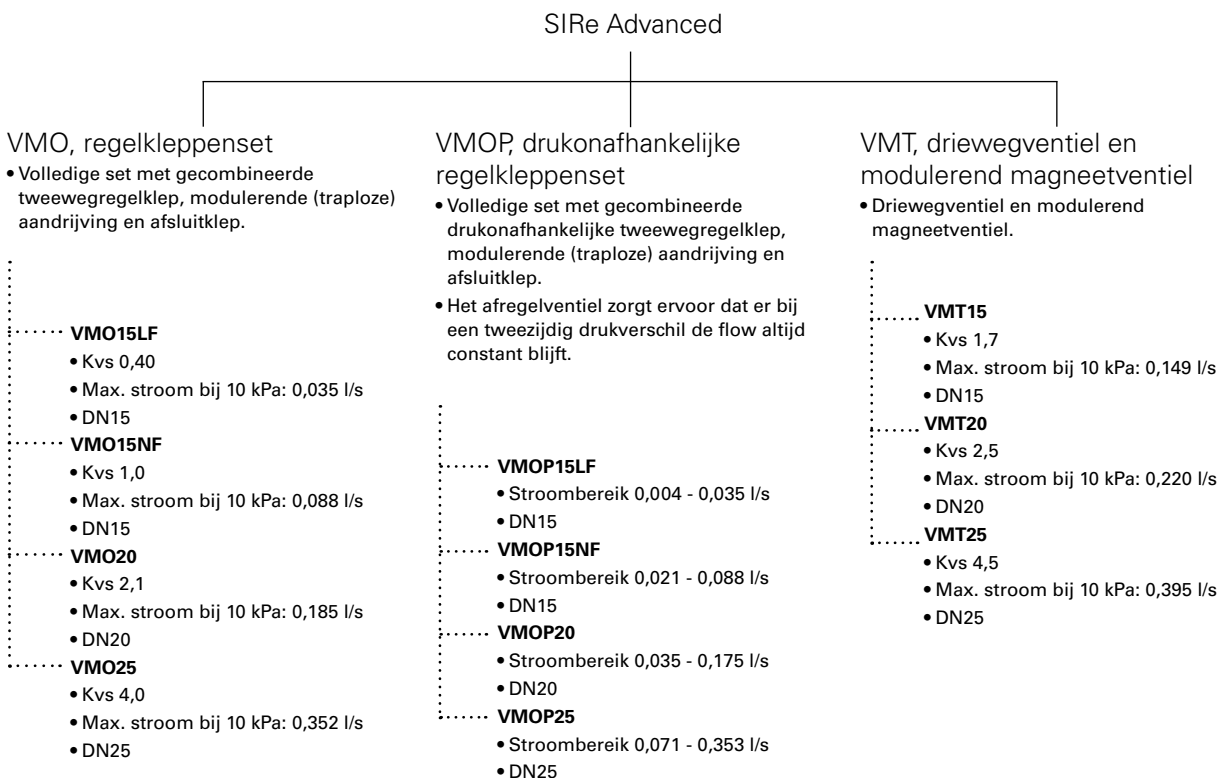 SIRe Advanced
VMO, regelkleppenset
• Volledige set met gecombineerde
tweewegregelklep, modulerende (traploze)
aandrijving en afsluitklep.
VMO15LF
• Kvs 0,40
• Max. stroom bij 10 kPa: 0,035 l/s
• DN15
VMO15NF
• Kvs 1,0
• Max. stroom bij 10 kPa: 0,088 l/s
• DN15
VMO20
• Kvs 2,1
• Max. stroom bij 10 kPa: 0,185 l/s
• DN20
VMO25
• Kvs 4,0
• Max. stroom bij 10 kPa: 0,352 l/s
• DN25
VMOP, drukonafhankelijke
regelkleppenset
• Volledige set met gecombineerde
drukonafhankelijke tweewegregelklep,
modulerende (traploze) aandrijving en
afsluitklep.
• Het afregelventiel zorgt ervoor dat er bij
een tweezijdig drukverschil de flow altijd
constant blijft.
VMOP15LF
• Stroombereik 0,004 - 0,035 l/s
• DN15
VMOP15NF
• Stroombereik 0,021 - 0,088 l/s
• DN15
VMOP20
• Stroombereik 0,035 - 0,175 l/s
• DN20
VMOP25
• Stroombereik 0,071 - 0,353 l/s
• DN25
VMT, driewegventiel en
modulerend magneetventiel
• Driewegventiel en modulerend
magneetventiel.
VMT15
• Kvs 1,7
• Max. stroom bij 10 kPa: 0,149 l/s
• DN15
VMT20
• Kvs 2,5
• Max. stroom bij 10 kPa: 0,220 l/s
• DN20
VMT25
• Kvs 4,5
• Max. stroom bij 10 kPa: 0,395 l/s
• DN25